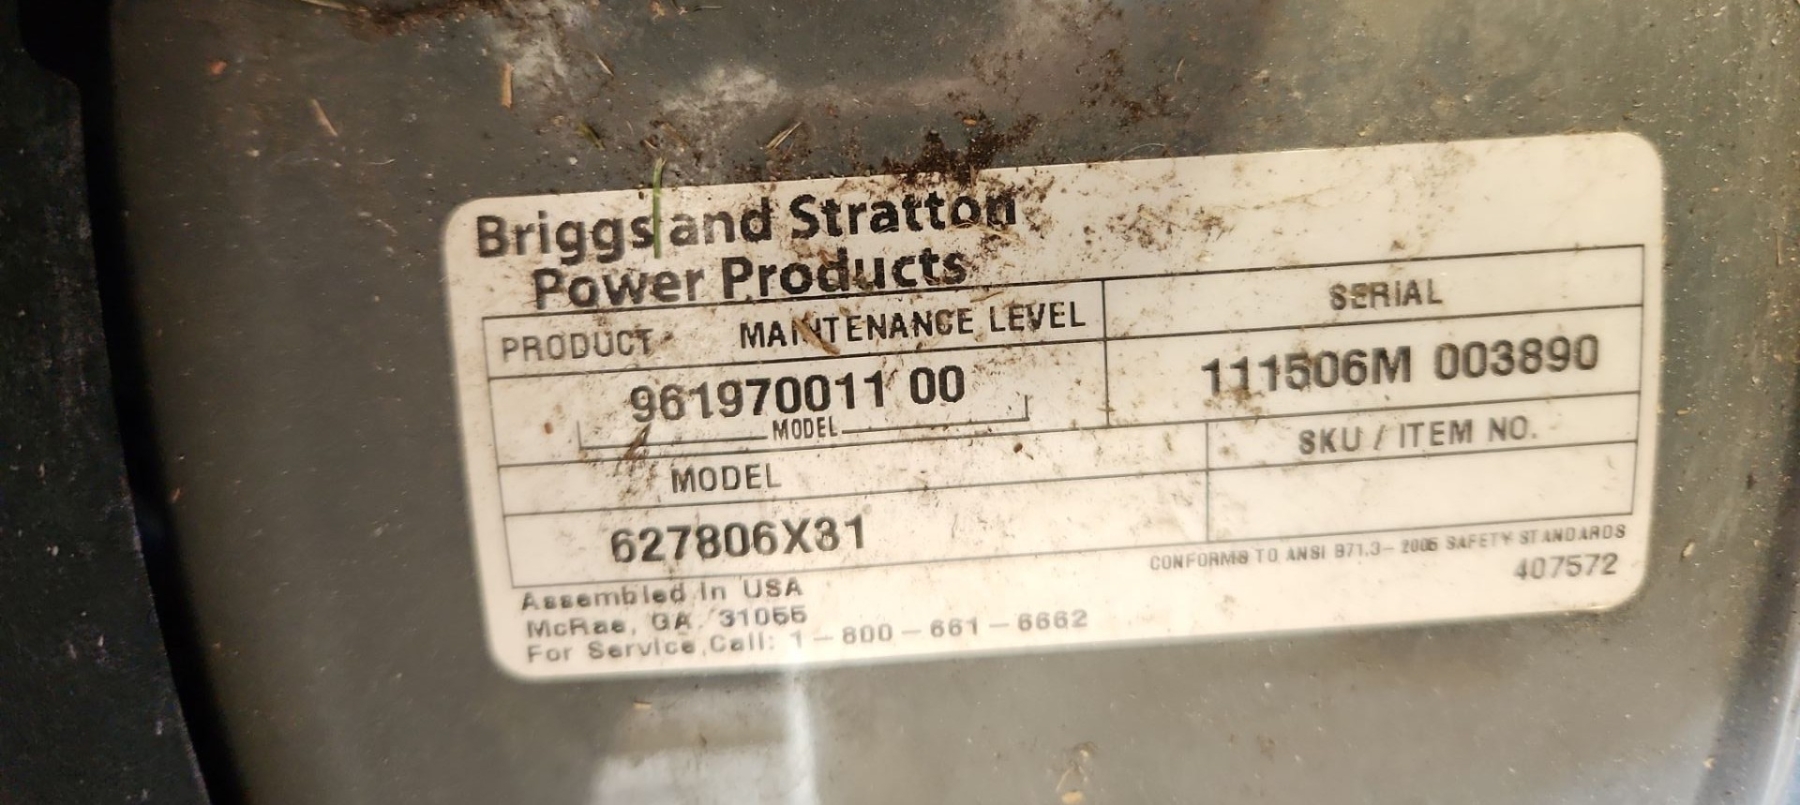 Briggs and Stratton
Power Products
PRODUCT MAINTENANCE LEVEL
961970011 00
MODEL
SERIAL
111506M 003890
MODEL
627806X31
SKU / ITEM NO.
CONFORMS TO ANSI B71.3-2005 SAFETY STANDARDS
407572
Assembled In USA
McRae, GA. 31055
For Service, Call: 1-800-661-6662